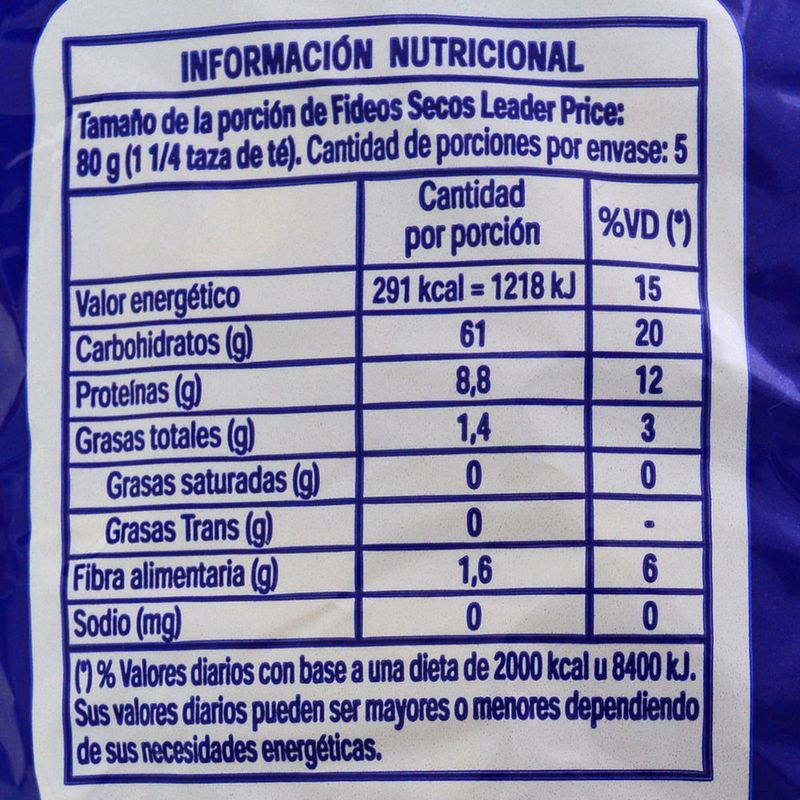 INFORMACIÓN NUTRICIONAL
Tamaño de la porción de Fideos Secos Leader Price:
80 g (1 1/4 taza de té). Cantidad de porciones por envase: 5
Cantidad por porción %VD (*)
Valor energético 291 kcal = 1218 kJ 15
Carbohidratos (g) 61 20
Proteínas (g) 8,8 12
Grasas totales (g) 1,4 3
Grasas saturadas (g) 0 0
Grasas Trans (g) 0 -
Fibra alimentaria (g) 1,6 6
Sodio (mg) 0 0
(*) % Valores diarios con base a una dieta de 2000 kcal u 8400 kJ.
Sus valores diarios pueden ser mayores o menores dependiendo
de sus necesidades energéticas.